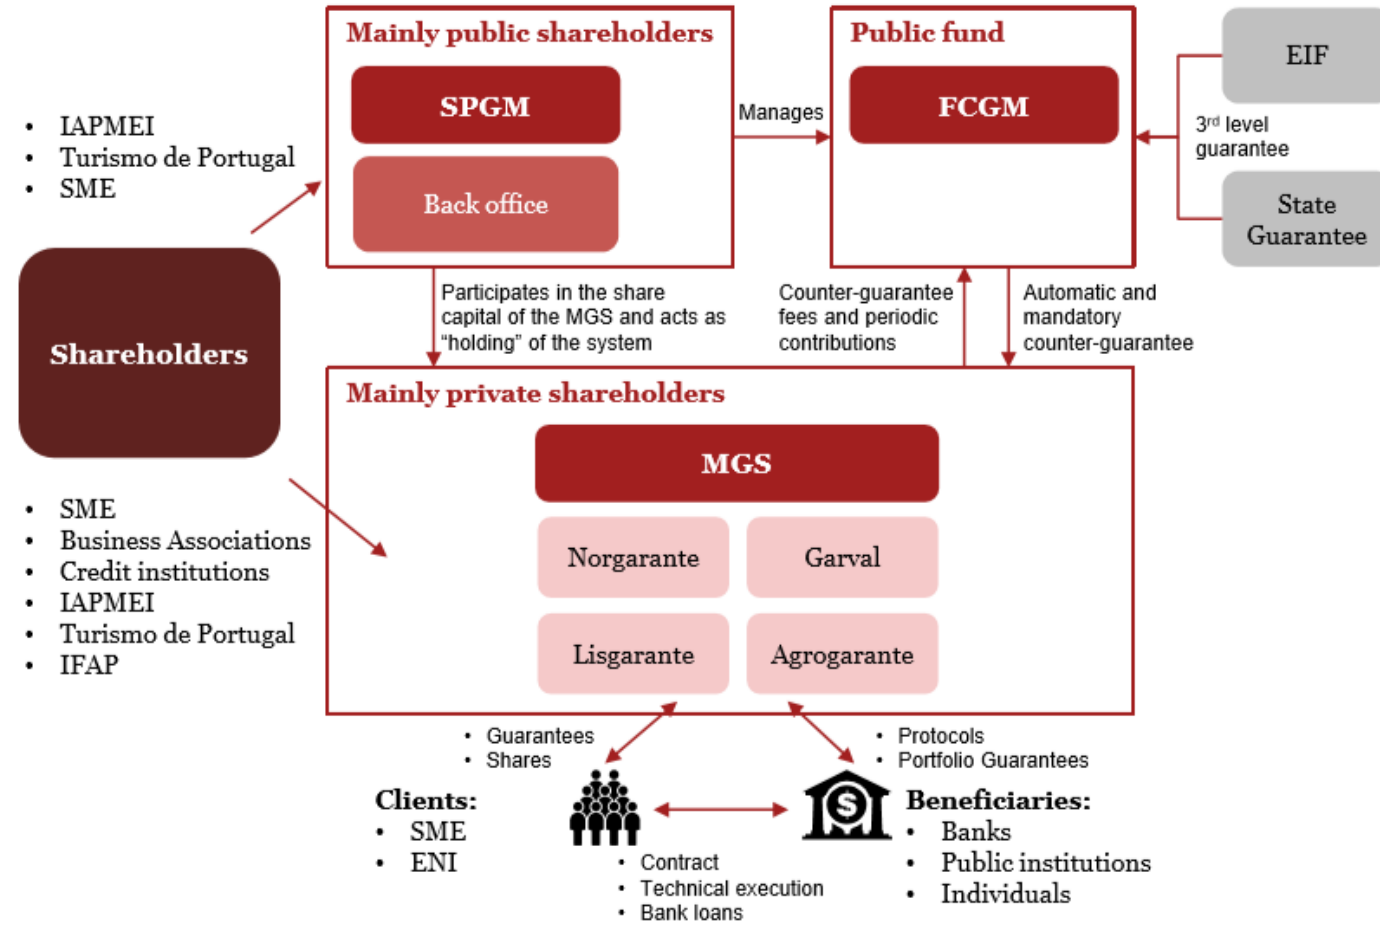 Mainly public shareholders
SPGM
Back office
Manages
Public fund
FCGM
EIF
3rd level
guarantee
State
Guarantee
• IAPMEI
• Turismo de Portugal
• SME
Shareholders
Participates in the share
capital of the MGS and acts as
“holding” of the system
Counter-guarantee
fees and periodic
contributions
Automatic and
mandatory
counter-guarantee
Mainly private shareholders
MGS
Norgarante
Garval
Lisgarante
Agrogarante
• SME
• Business Associations
• Credit institutions
• IAPMEI
• Turismo de Portugal
• IFAP
• Guarantees
• Shares
• Protocols
• Portfolio Guarantees
Clients:
• SME
• ENI
$
Beneficiaries:
• Banks
• Public institutions
• Individuals
• Contract
• Technical execution
• Bank loans